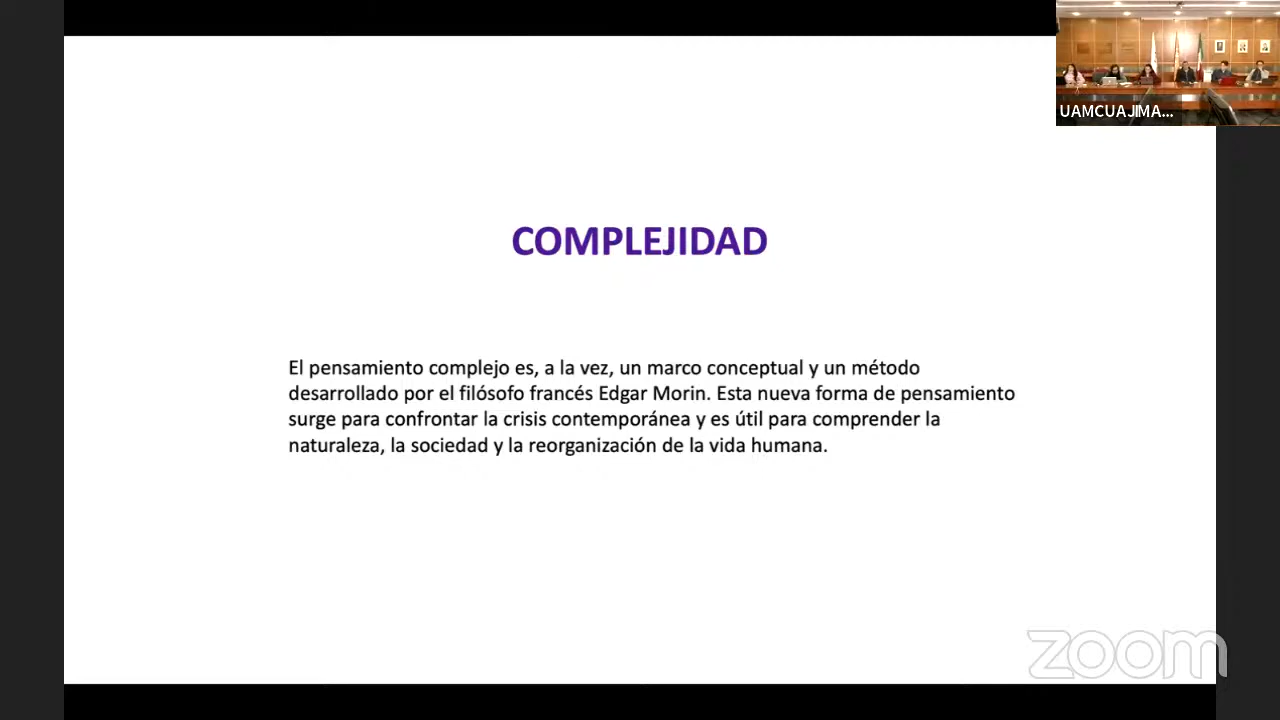 UAMCUAJIMA...
COMPLEJIDAD
El pensamiento complejo es, a la vez, un marco conceptual y un método
desarrollado por el filósofo francés Edgar Morin. Esta nueva forma de pensamiento
surge para confrontar la crisis contemporánea y es útil para comprender la
naturaleza, la sociedad y la reorganización de la vida humana.
zoom